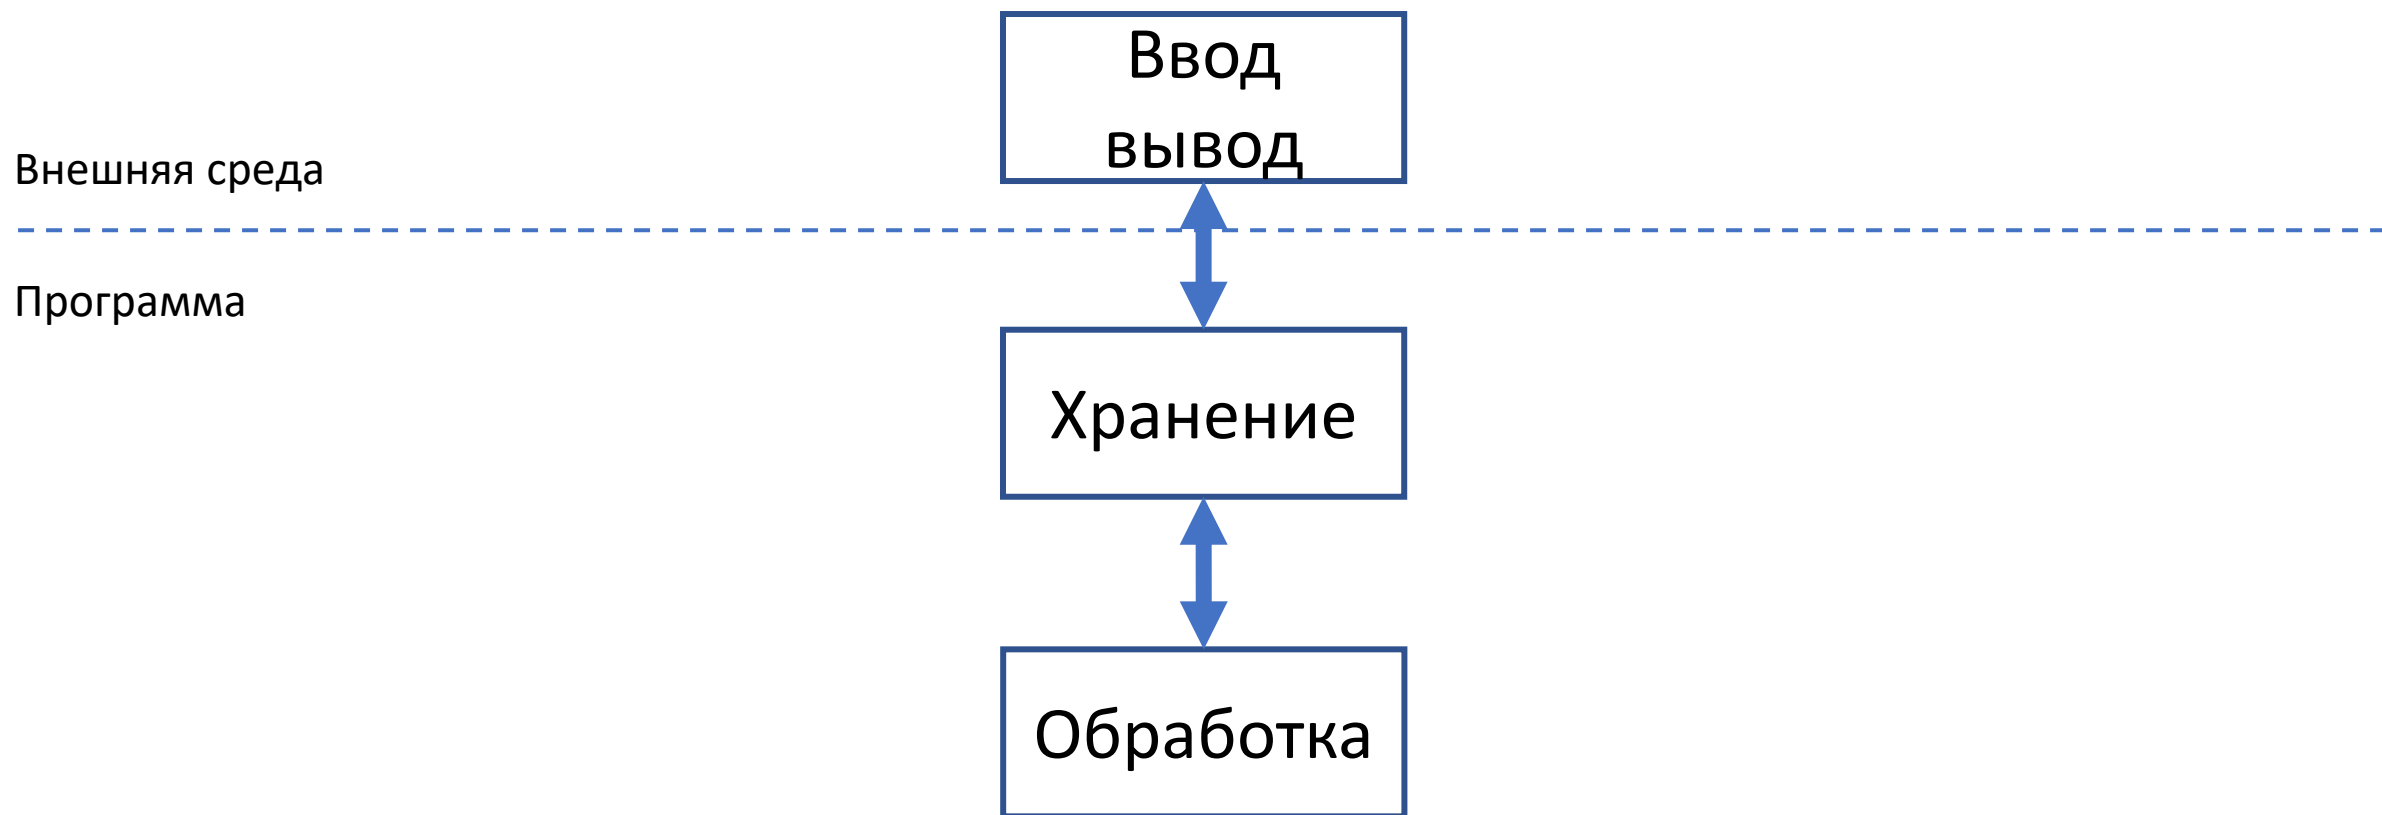 Ввод
вывод
Внешняя среда
Программа
Хранение
Обработка